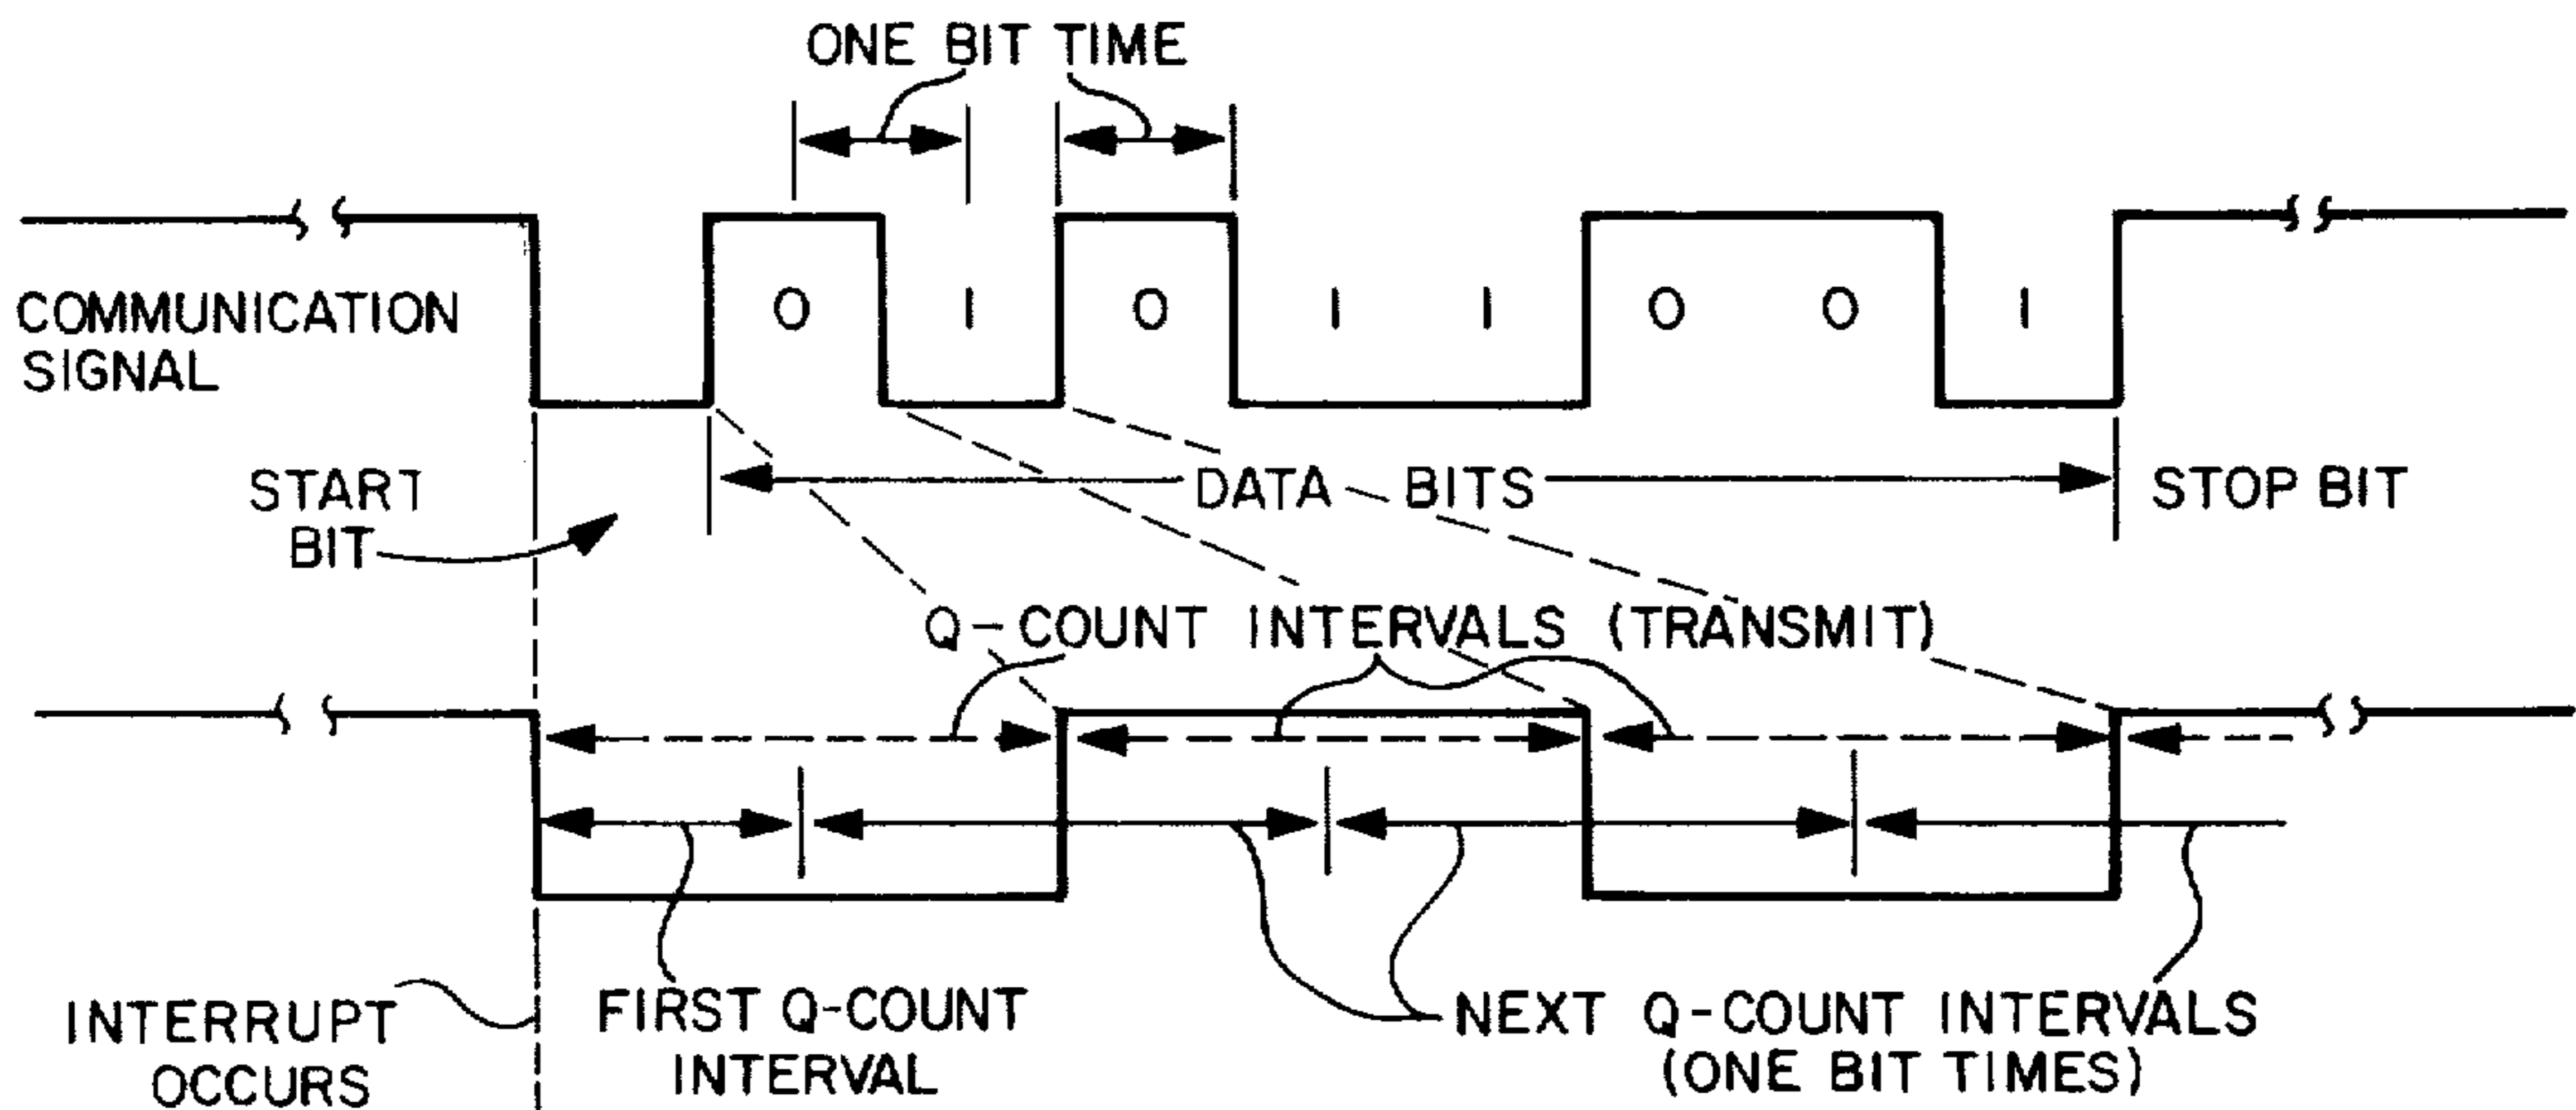 ONE BIT TIME
0 1 0 1 1 0 0 1
COMMUNICATION
SIGNAL
START
BIT
DATA BITS
STOP BIT
Q-COUNT INTERVALS (TRANSMIT)
INTERRUPT
OCCURS
FIRST Q-COUNT
INTERVAL
NEXT Q-COUNT INTERVALS
(ONE BIT TIMES)